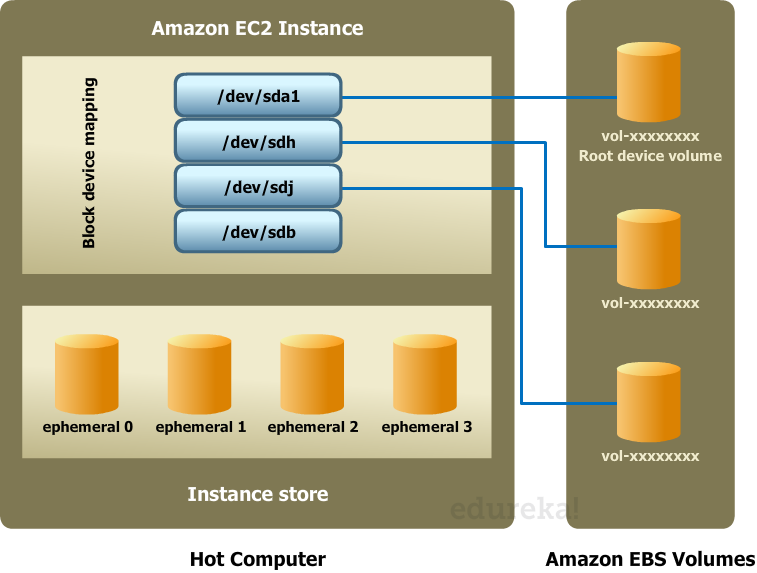 Amazon EC2 Instance
Block device mapping
/dev/sda1
/dev/sdh
/dev/sdj
/dev/sdb
ephemeral 0
ephemeral 1
ephemeral 2
ephemeral 3
Instance store
edureka!
Hot Computer
vol-xxxxxxxx
Root device volume
vol-xxxxxxxx
vol-xxxxxxxx
Amazon EBS Volumes